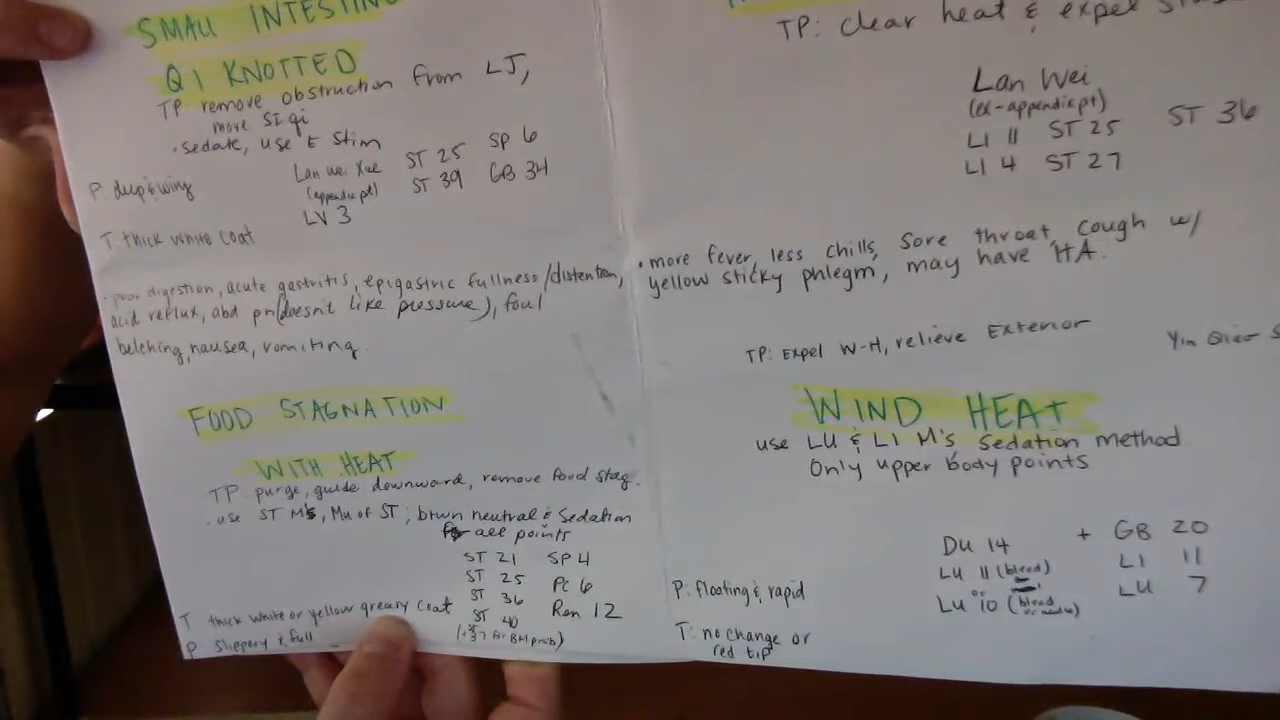 SMALL INTESTINE
QI KNOTTED
TP: remove obstruction from LJ,
move SI qi
• sedate, use E Stim
Lan Wei Xue ST 25 SP 6
(appendix pt) ST 39 GB 34
LV 3
P deep & wiry
T. thick white coat
• poor digestion, acute gastritis, epigastric fullness/distention,
acid reflux, abd pn (doesn't like pressure), foul
belching, nausea, vomiting
FOOD STAGNATION
WITH HEAT
TP purge, guide downward, remove food stag.
• use ST M's, Mu of ST; btwn neutral & Sedation
all points
ST 21 SP 4
ST 25 PC 6
ST 36 Ren 12
ST 40
T thick white or yellow greasy coat
P Slippery & full
TP: clear heat & expel
Lan Wei
(ex-appendix pt)
LI 11 ST 25 ST 36
LI 4 ST 27
• more fever, less chills, Sore throat, cough w/
yellow sticky phlegm, may have HA.
TP: Expel W-H, relieve Exterior
Yin Qiao S
WIND HEAT
use LU & LI M's Sedation method
Only upper body points
DU 14 + GB 20
LU 11 (bleed) LI 11
or
LU 10 (bleed LU 7
P: floating & rapid
T: no change or
red tip